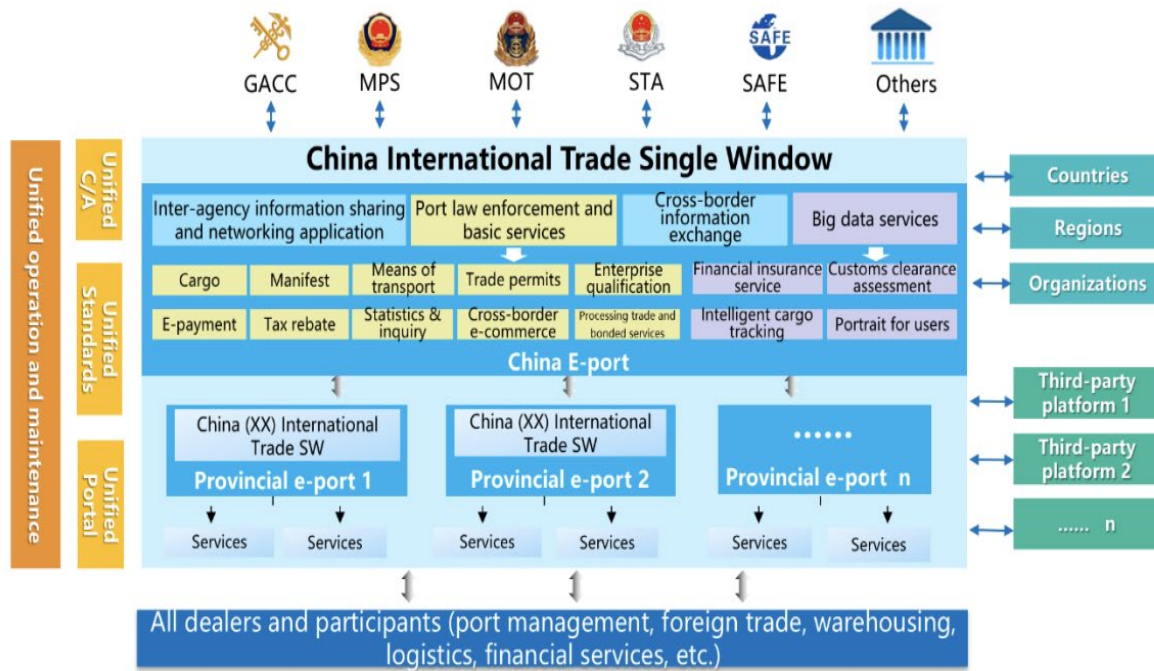 SAFE
GACC
MPS
MOT
STA
SAFE
Others
Unified operation and maintenance
Unified
C/A
Unified
Standards
Unified
Portal
China International Trade Single Window
Inter-agency information sharing
and networking application
Port law enforcement and
basic services
Cross-border
information
exchange
Big data services
Cargo
Manifest
Means of
transport
Trade permits
Enterprise
qualification
Financial insurance
service
Customs clearance
assessment
E-payment
Tax rebate
Statistics &
inquiry
Cross-border
e-commerce
Processing trade and
bonded services
Intelligent cargo
tracking
Portrait for users
China E-port
China (XX) International
Trade SW
Provincial e-port 1
China (XX) International
Trade SW
Provincial e-port 2
......
Provincial e-port n
Services
Services
Services
Services
Services
Services
Countries
Regions
Organizations
Third-party
platform 1
Third-party
platform 2
...... n
All dealers and participants (port management, foreign trade, warehousing,
logistics, financial services, etc.)